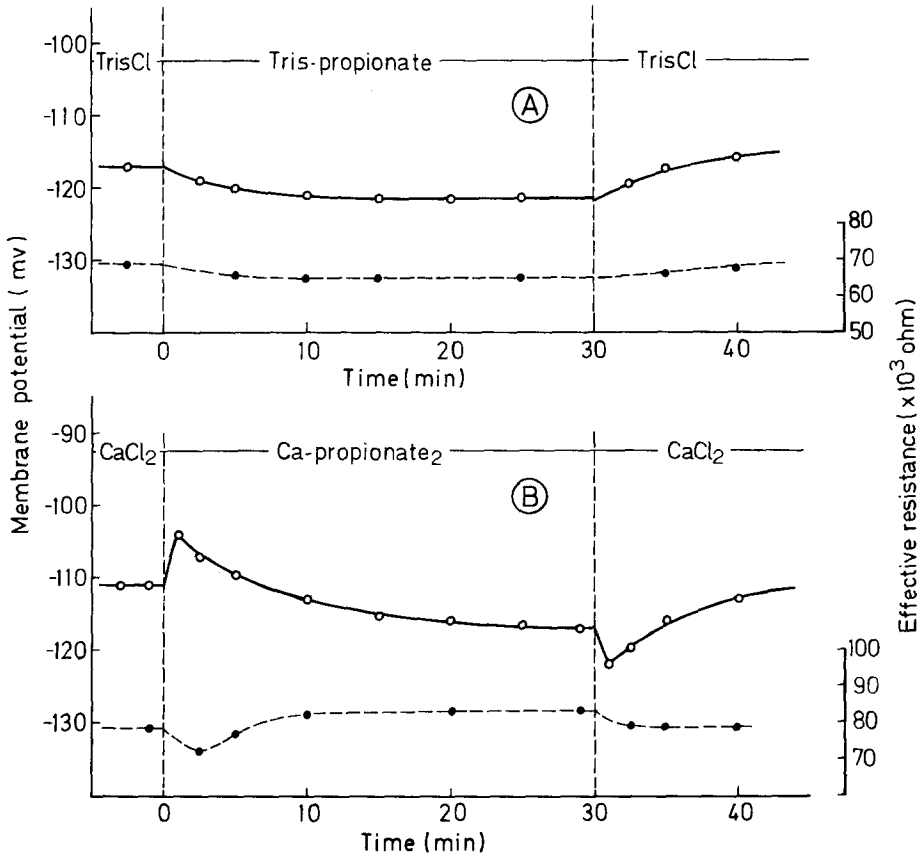 -100
TrisCl
Tris-propionate
TrisCl
A
-110
-120
-130
80
70
60
50
0
10
20
30
40
Time (min)
Membrane potential (mv)
Effective resistance (x10³ ohm)
-90
CaCl₂
Ca-propionate₂
CaCl₂
B
-100
-110
-120
-130
-140
100
90
80
70
0
10
20
30
40
Time (min)